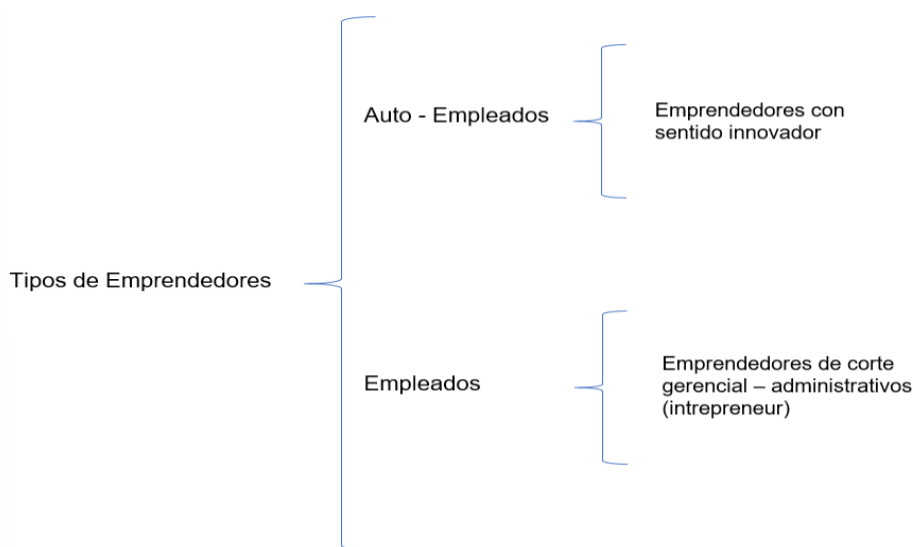 Auto - Empleados
Emprendedores con
sentido innovador
Tipos de Emprendedores
Empleados
Emprendedores de corte
gerencial – administrativos
(intrepreneur)